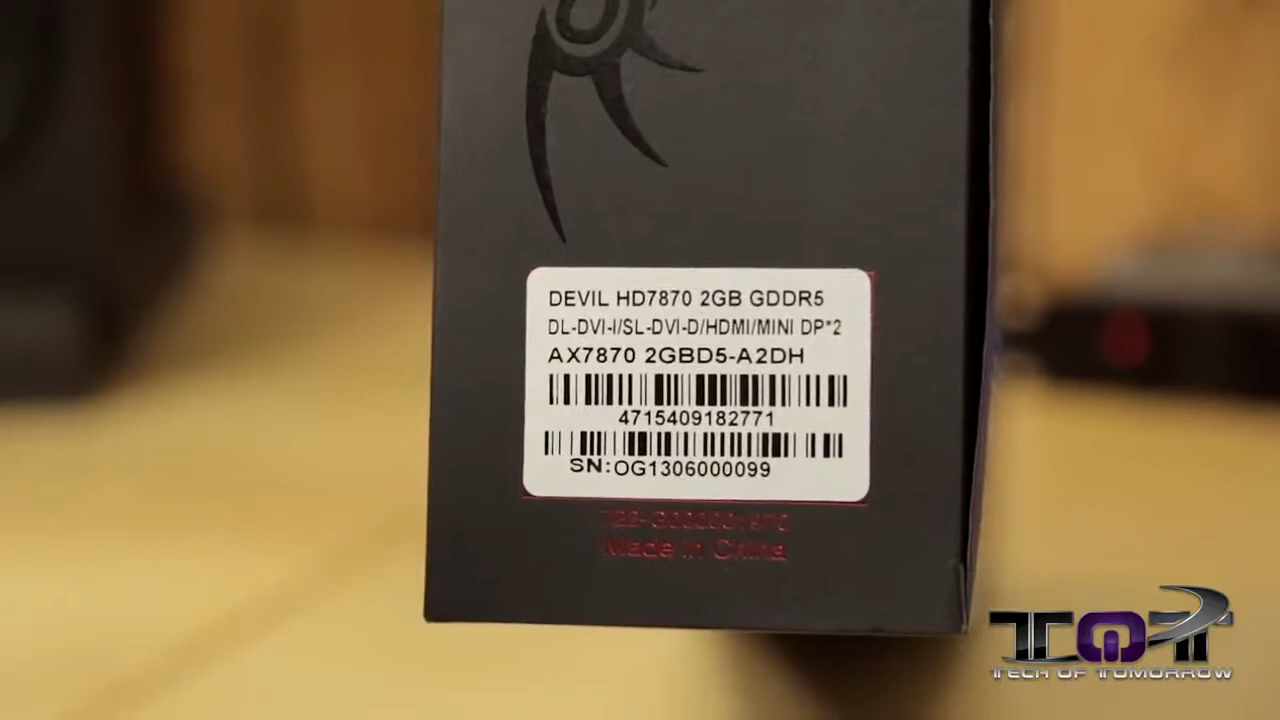 DEVIL HD7870 2GB GDDR5
DL-DVI-I/SL-DVI-D/HDMI/MINI DP*2
AX7870 2GBD5-A2DH
4715409182771
SN:OG1306000099
Made in China
TOT
TECH OF TOMORROW